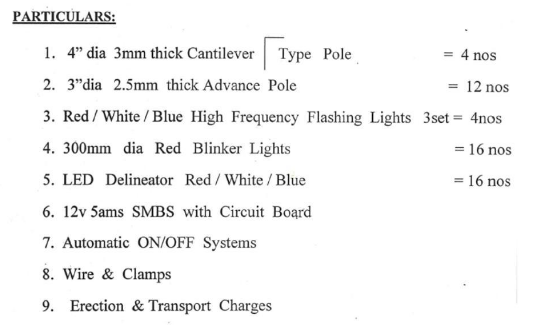 PARTICULARS:
1. 4” dia 3mm thick Cantilever Type Pole = 4 nos
2. 3”dia 2.5mm thick Advance Pole = 12 nos
3. Red / White / Blue High Frequency Flashing Lights 3set = 4nos
4. 300mm dia Red Blinker Lights = 16 nos
5. LED Delineator Red / White / Blue = 16 nos
6. 12v 5ams SMBS with Circuit Board
7. Automatic ON/OFF Systems
8. Wire & Clamps
9. Erection & Transport Charges